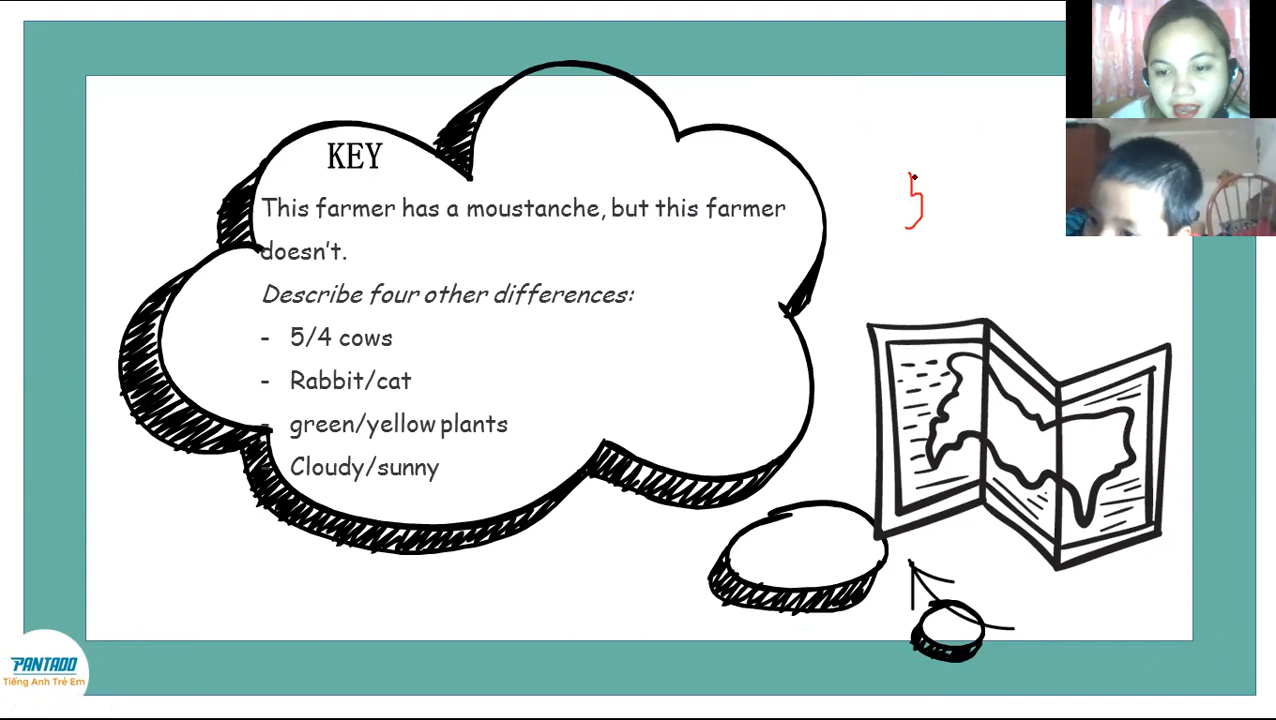 KEY
This farmer has a moustanche, but this farmer
doesn't.
Describe four other differences:
- 5/4 cows
- Rabbit/cat
- green/yellow plants
- Cloudy/sunny
5
PANTADO
Tiếng Anh Trẻ Em